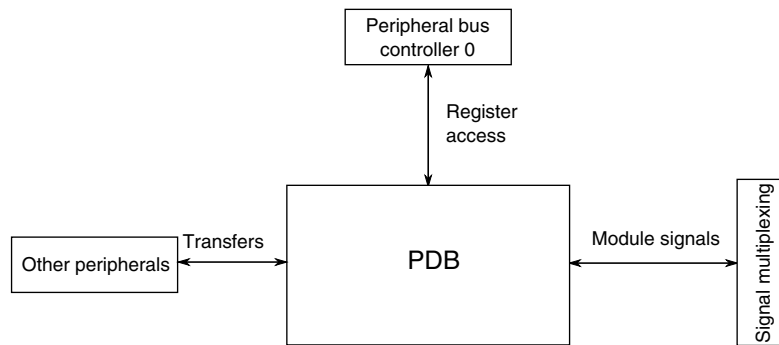 Peripheral bus
controller 0
Register
access
Transfers
Other peripherals
PDB
Module signals
Signal multiplexing